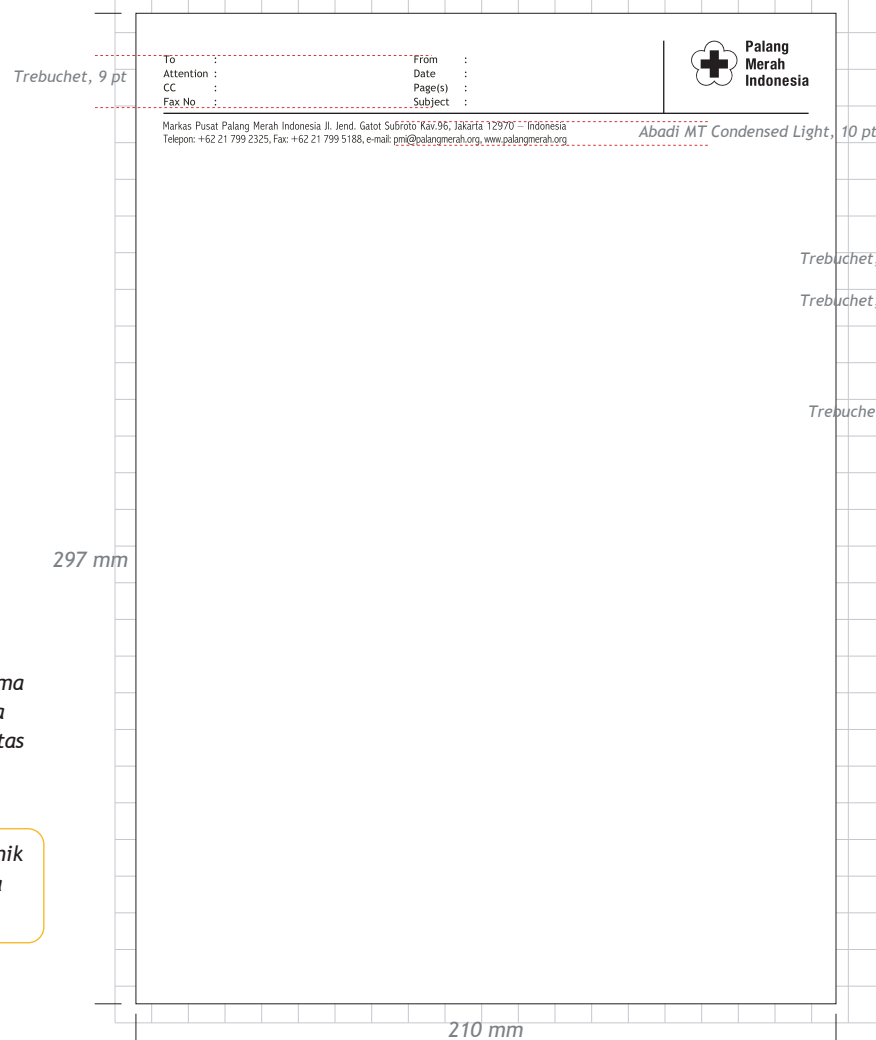 To :
Attention :
CC :
Fax No :
From :
Date :
Page(s) :
Subject :
Palang
Merah
Indonesia
Trebuchet, 9 pt
Markas Pusat Palang Merah Indonesia Jl. Jend. Gatot Subroto Kav.96, Jakarta 12970 – Indonesia
Telepon: +62 21 799 2325, Fax: +62 21 799 5188, e-mail: pmi@palangmerah.org, www.palangmerah.org
Abadi MT Condensed Light, 10 pt
Trebuchet,
Trebuchet,
Trebuche
297 mm
ma
a
tas
nik
210 mm